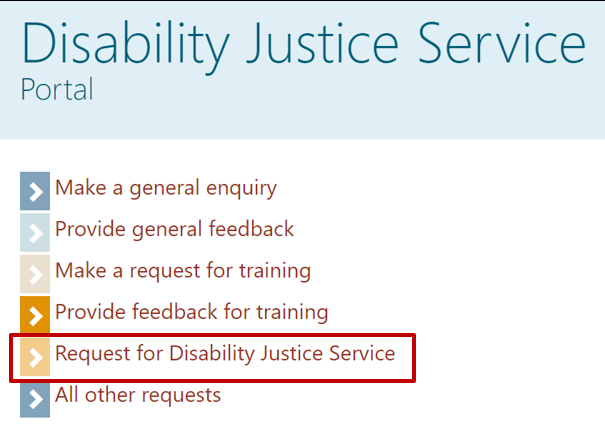 Disability Justice Service
Portal
Make a general enquiry
Provide general feedback
Make a request for training
Provide feedback for training
Request for Disability Justice Service
All other requests